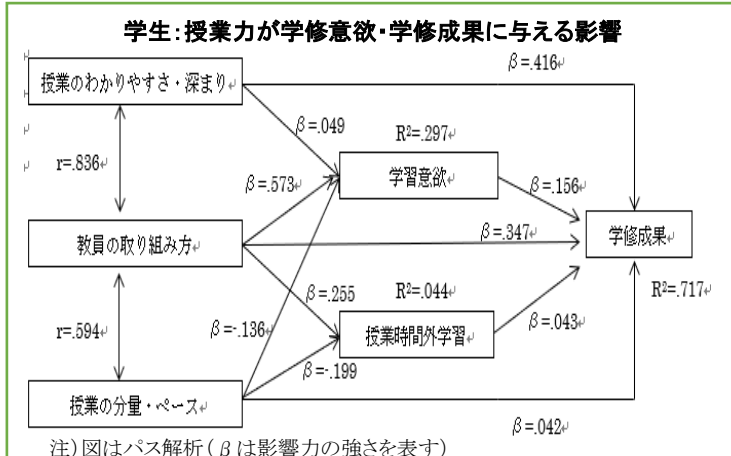 学生:授業力が学修意欲・学修成果に与える影響
授業のわかりやすさ・深まり
β=.416
β=.049
R²=.297
r=.836
学習意欲
β=.573
β=.156
教員の取り組み方
β=.347
学修成果
β=.255
R²=.044
R²=.717
r=.594
β=-.136
授業時間外学習
β=.043
β=-.199
授業の分量・ペース
β=.042
注)図はパス解析(βは影響力の強さを表す)